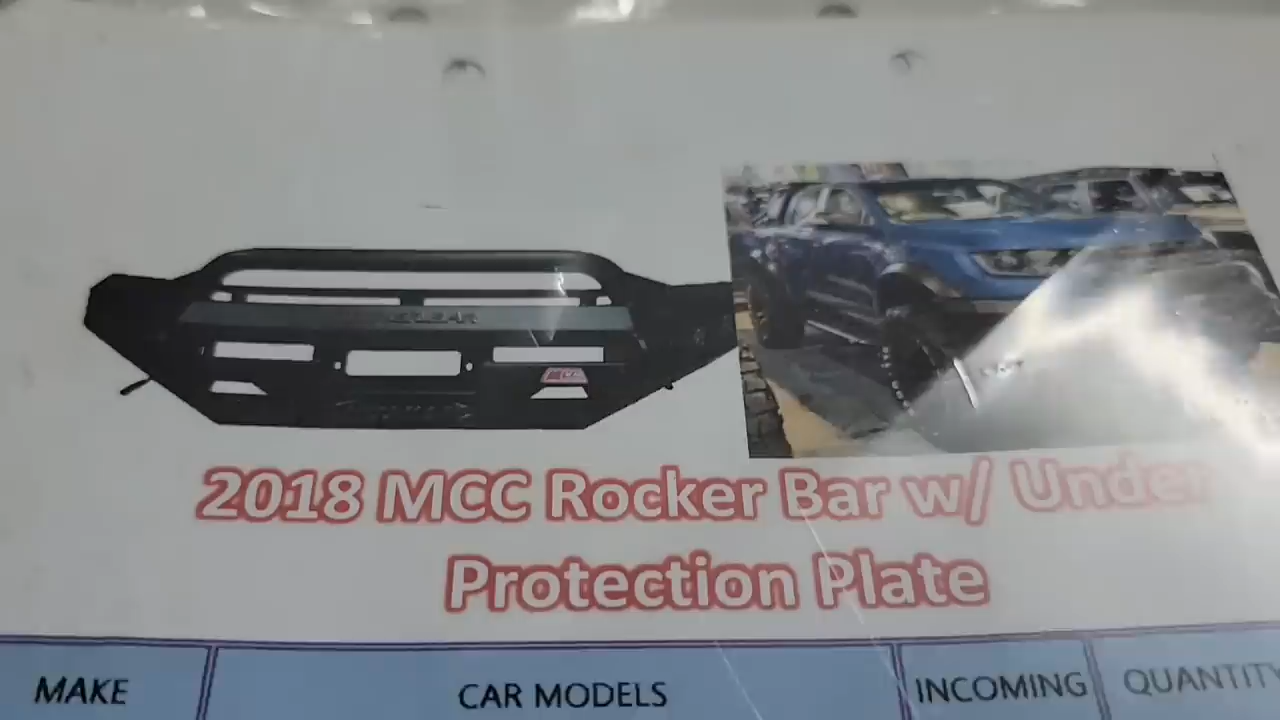 2018 MCC Rocker Bar w/ Under
Protection Plate
MAKE
CAR MODELS
INCOMING
QUANTITY